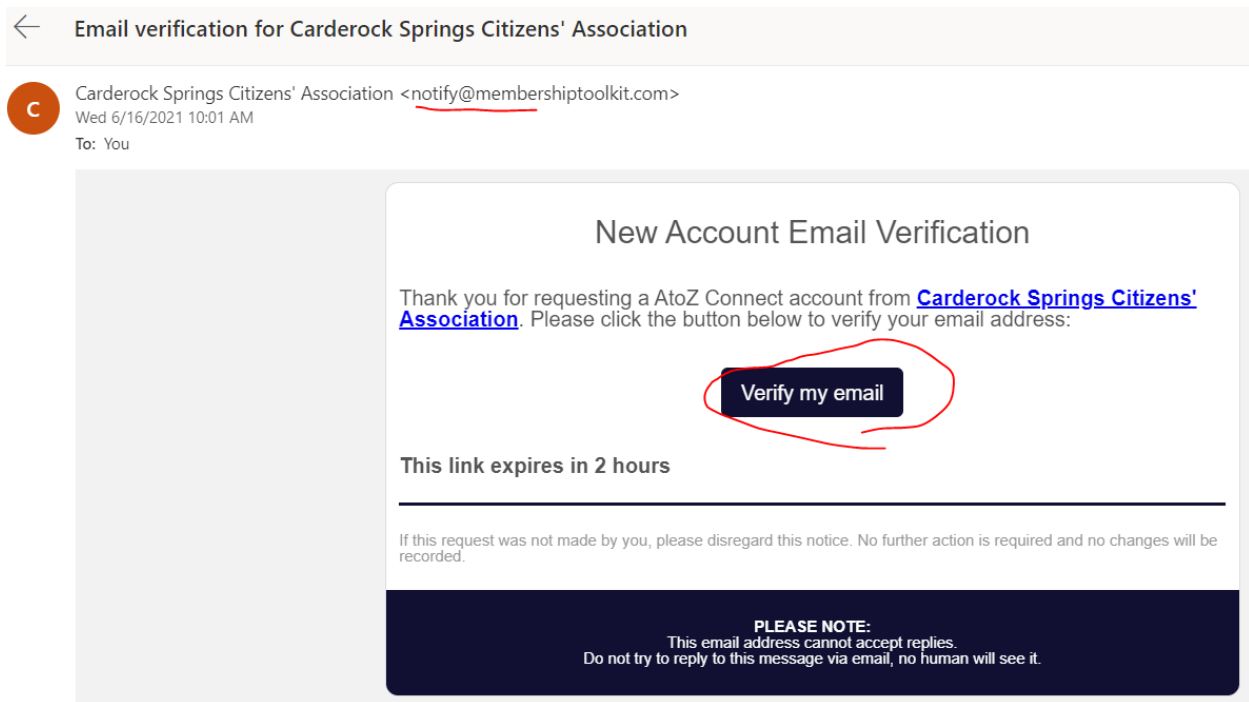 Email verification for Carderock Springs Citizens' Association
C
Carderock Springs Citizens' Association <notify@membershiptoolkit.com>
Wed 6/16/2021 10:01 AM
To: You
New Account Email Verification
Thank you for requesting a AtoZ Connect account from Carderock Springs Citizens'
Association. Please click the button below to verify your email address:
Verify my email
This link expires in 2 hours
If this request was not made by you, please disregard this notice. No further action is required and no changes will be
recorded.
PLEASE NOTE:
This email address cannot accept replies.
Do not try to reply to this message via email, no human will see it.